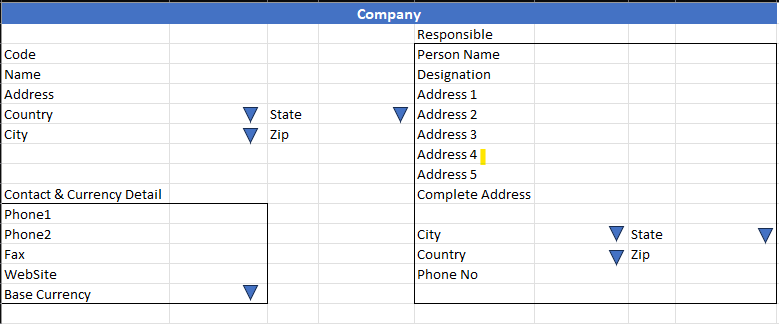 Company
Responsible
Code
Person Name
Name
Designation
Address
Address 1
Country State
Address 2
City Zip
Address 3
Address 4
Address 5
Contact & Currency Detail
Complete Address
Phone1
Phone2
City State
Fax
Country Zip
WebSite
Phone No
Base Currency